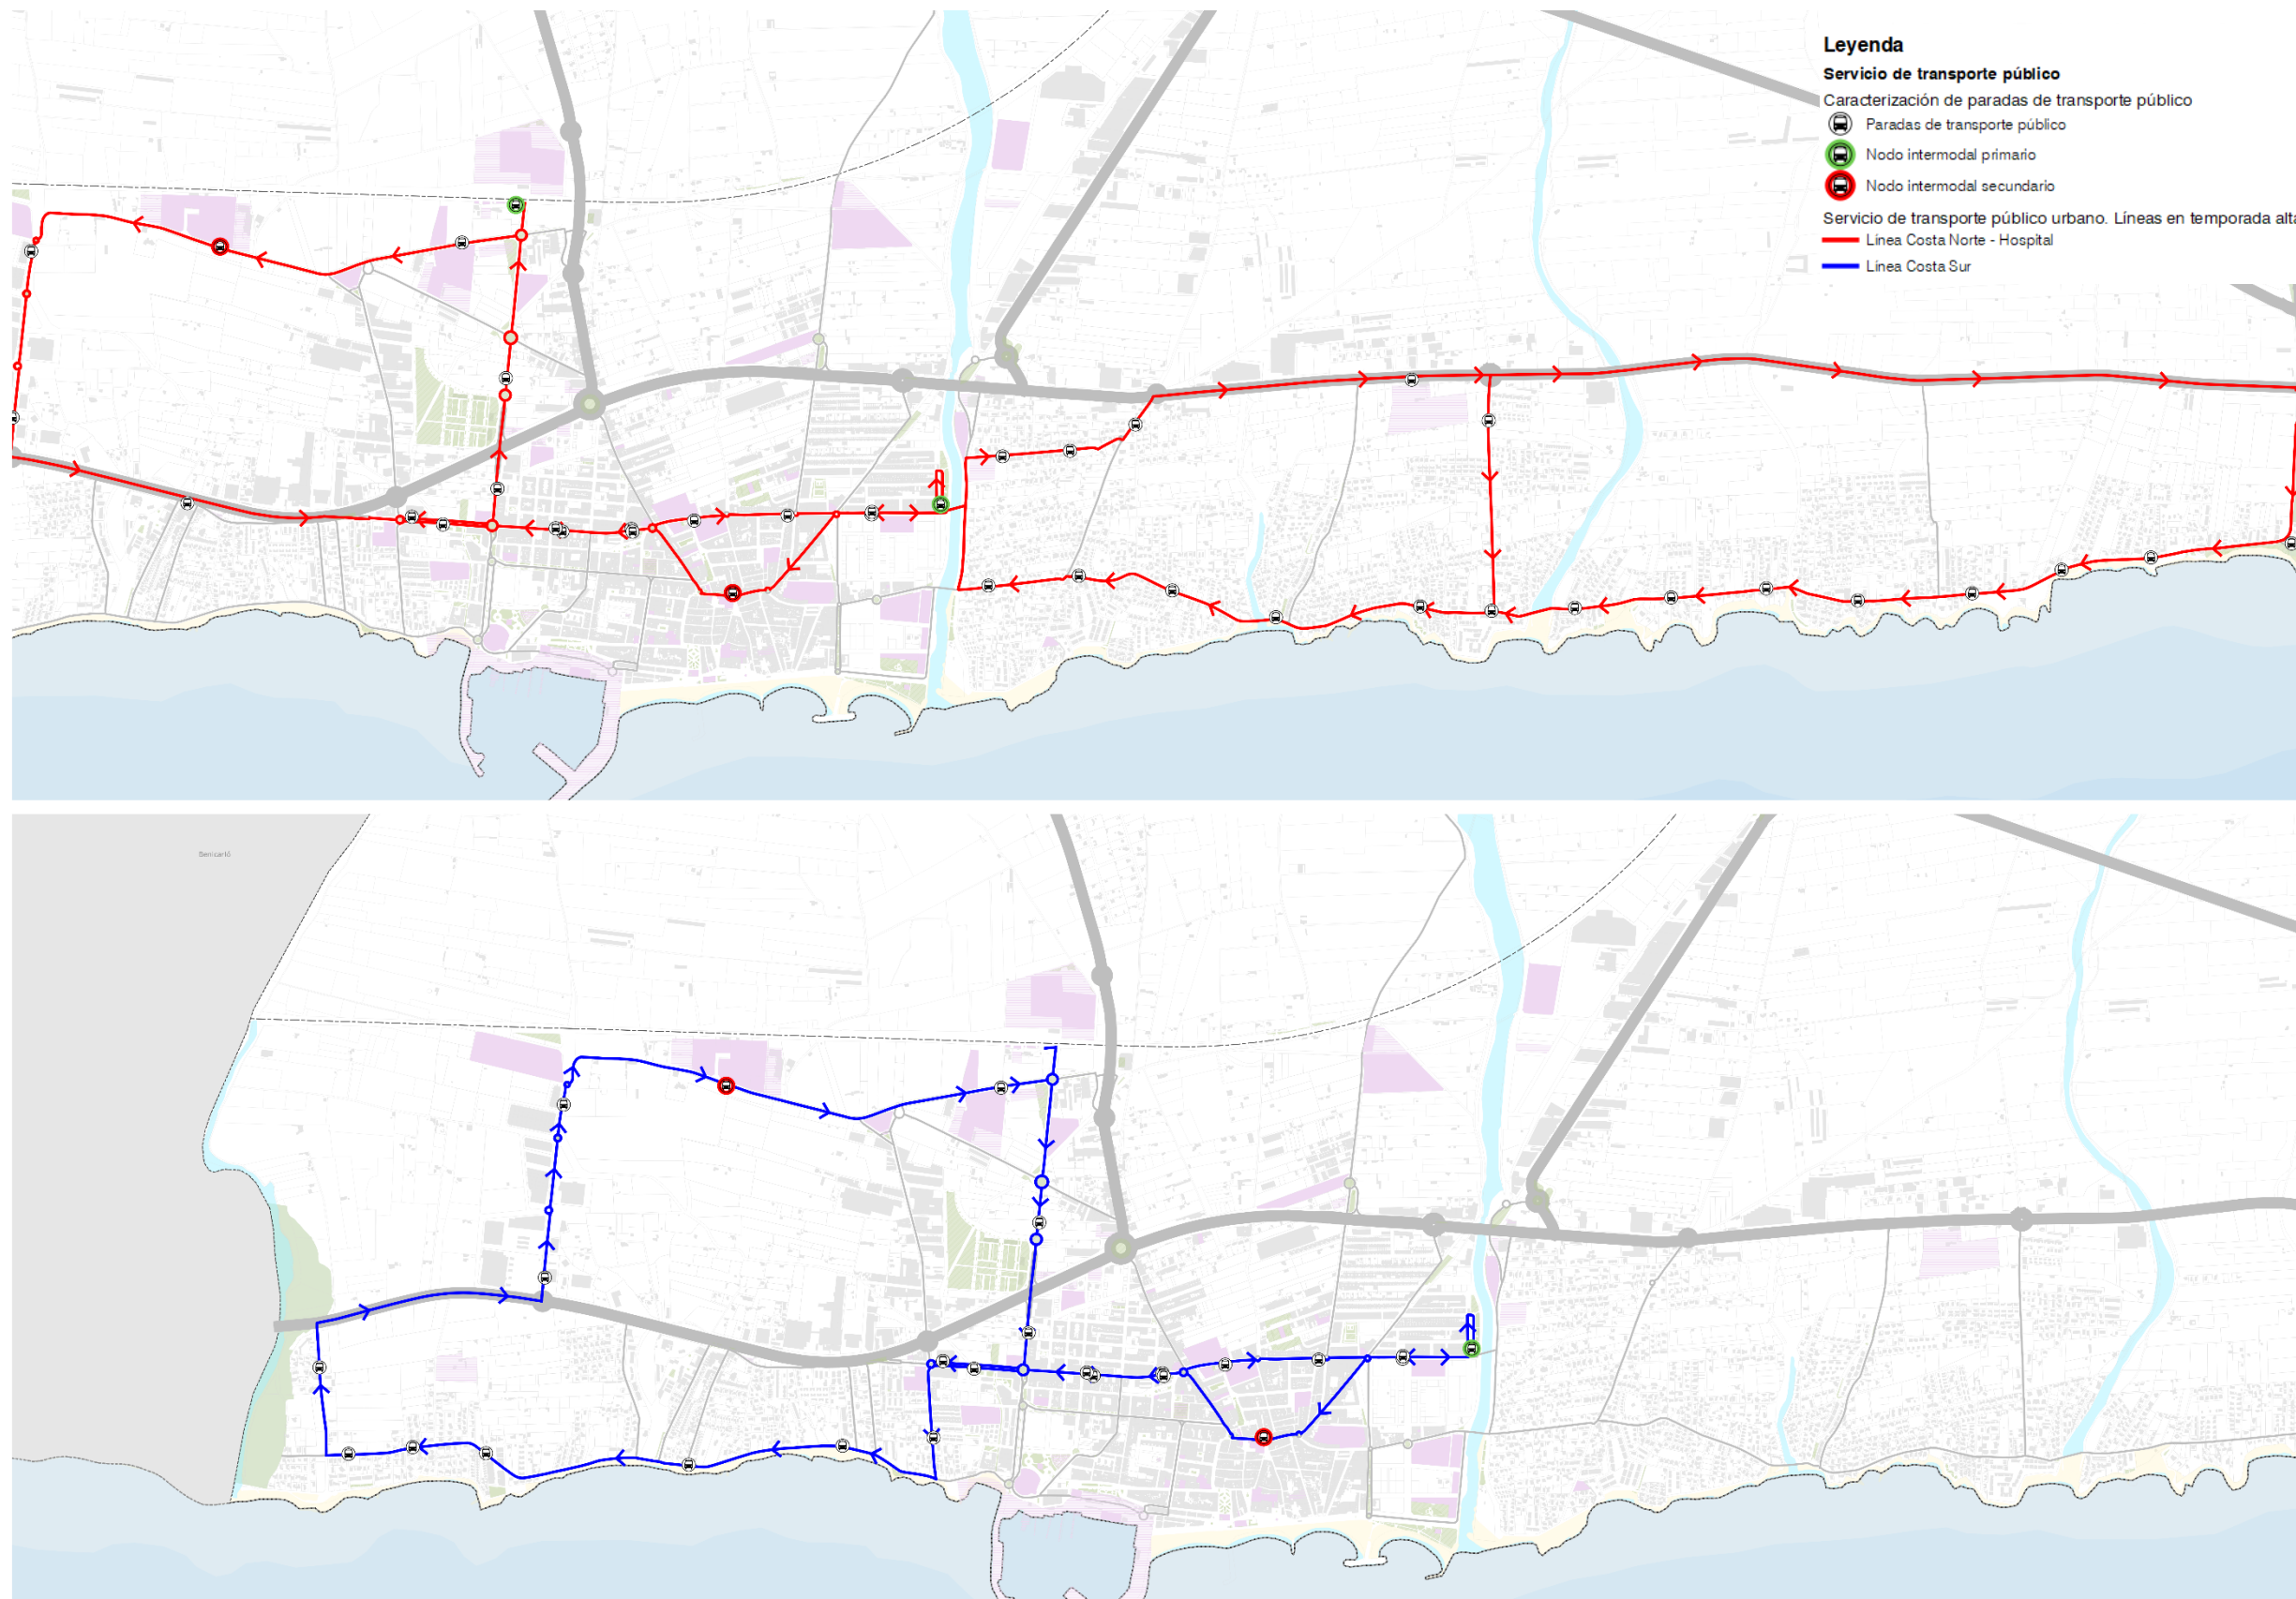 Leyenda
Servicio de transporte público
Caracterización de paradas de transporte público
Paradas de transporte público
Nodo intermodal primario
Nodo intermodal secundario
Servicio de transporte público urbano. Líneas en temporada alta
Línea Costa Norte - Hospital
Línea Costa Sur
Benicarló